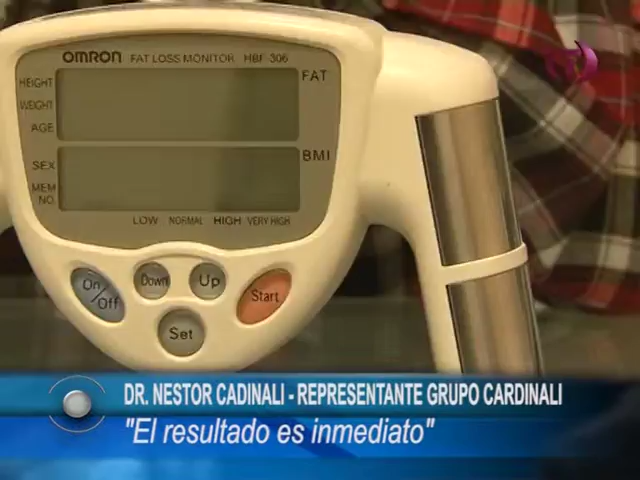 OMRON FAT LOSS MONITOR HBF-306
HEIGHT
WEIGHT
AGE
FAT
SEX
MEM
NO.
BMI
LOW NORMAL HIGH VERY HIGH
On/Off
Down
Up
Start
Set
DR. NESTOR CADINALI - REPRESENTANTE GRUPO CARDINALI
"El resultado es inmediato"